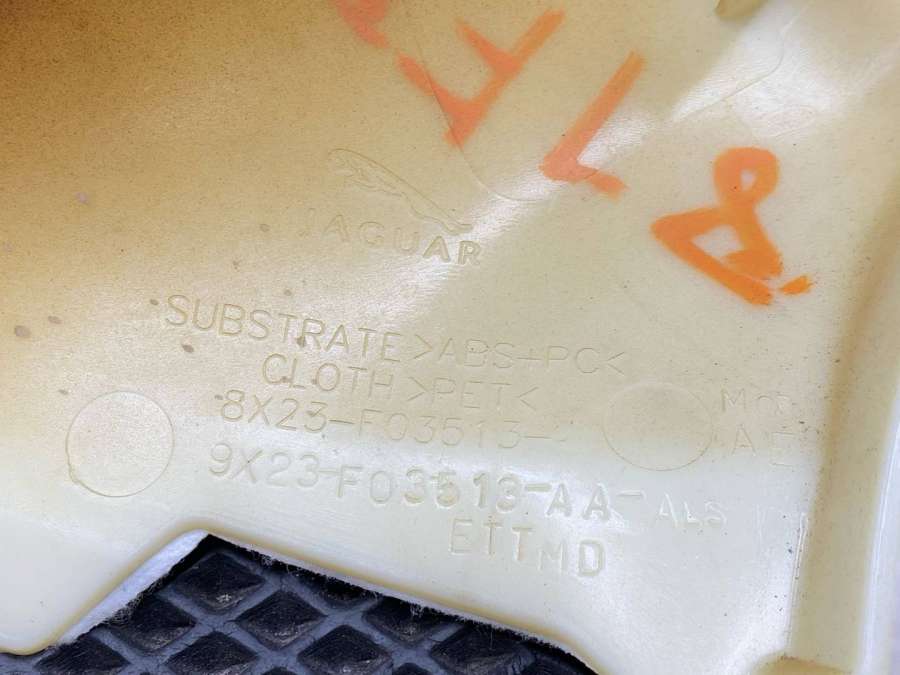 JAGUAR
SUBSTRATE >ABS+PC<
CLOTH >PET<
8X23-F03513-
9X23-F03513-AA- ALS
ETTMD